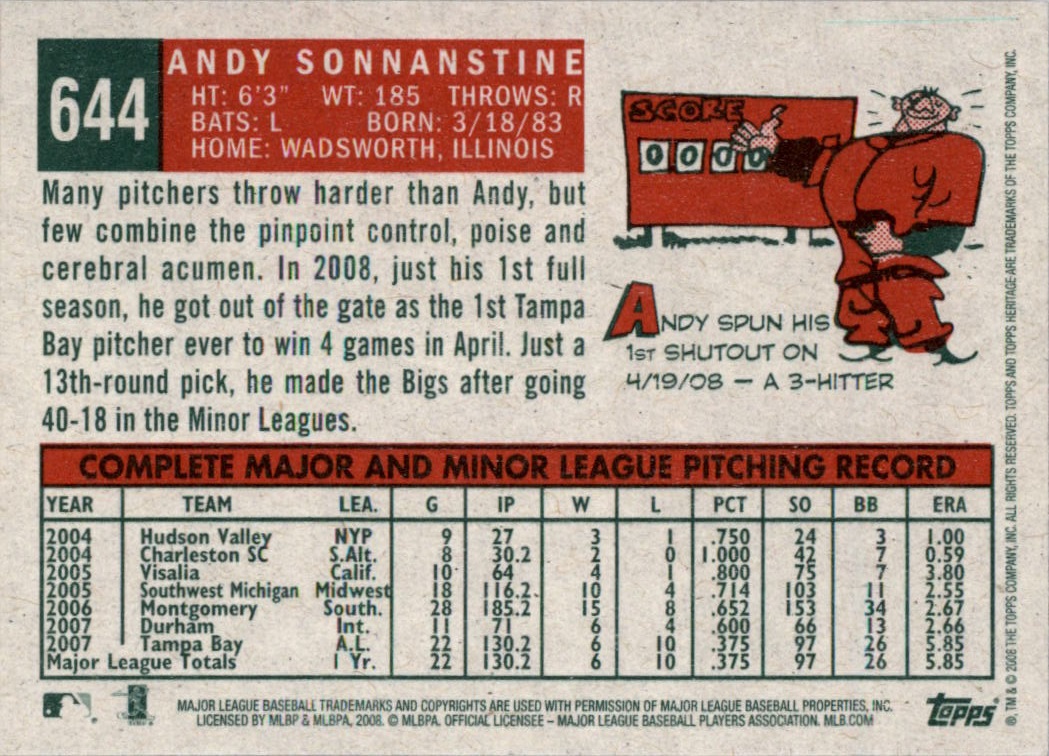 644
ANDY SONNANSTINE
HT: 6'3" WT: 185 THROWS: R
BATS: L BORN: 3/18/83
HOME: WADSWORTH, ILLINOIS
Many pitchers throw harder than Andy, but
few combine the pinpoint control, poise and
cerebral acumen. In 2008, just his 1st full
season, he got out of the gate as the 1st Tampa
Bay pitcher ever to win 4 games in April. Just a
13th-round pick, he made the Bigs after going
40-18 in the Minor Leagues.
SCORE
0 0 0 0
ANDY SPUN HIS
1ST SHUTOUT ON
4/19/08 – A 3-HITTER
COMPLETE MAJOR AND MINOR LEAGUE PITCHING RECORD
YEAR TEAM LEA. G IP W L PCT SO BB ERA
2004 Hudson Valley NYP 9 27 3 1 .750 24 3 1.00
2004 Charleston SC S.Alt. 8 30.2 2 0 1.000 42 7 0.59
2005 Visalia Calif. 10 64 4 1 .800 75 7 3.80
2005 Southwest Michigan Midwest 18 116.2 10 4 .714 103 11 2.55
2006 Montgomery South. 28 185.2 15 8 .652 153 34 2.67
2007 Durham Int. 11 71 6 4 .600 66 13 2.66
2007 Tampa Bay A.L. 22 130.2 6 10 .375 97 26 5.85
Major League Totals 1 Yr. 22 130.2 6 10 .375 97 26 5.85
MAJOR LEAGUE BASEBALL TRADEMARKS AND COPYRIGHTS ARE USED WITH PERMISSION OF MAJOR LEAGUE BASEBALL PROPERTIES, INC.
LICENSED BY MLBP & MLBPA, 2008. © MLBPA. OFFICIAL LICENSEE – MAJOR LEAGUE BASEBALL PLAYERS ASSOCIATION. MLB.COM
topps
®, TM & © 2008 THE TOPPS COMPANY, INC. ALL RIGHTS RESERVED. TOPPS AND TOPPS HERITAGE ARE TRADEMARKS OF THE TOPPS COMPANY, INC.